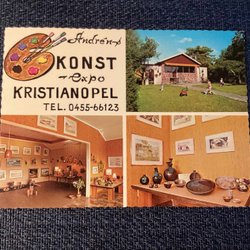 Andréns
KONST
expo
KRISTIANOPEL
TEL. 0455-66123